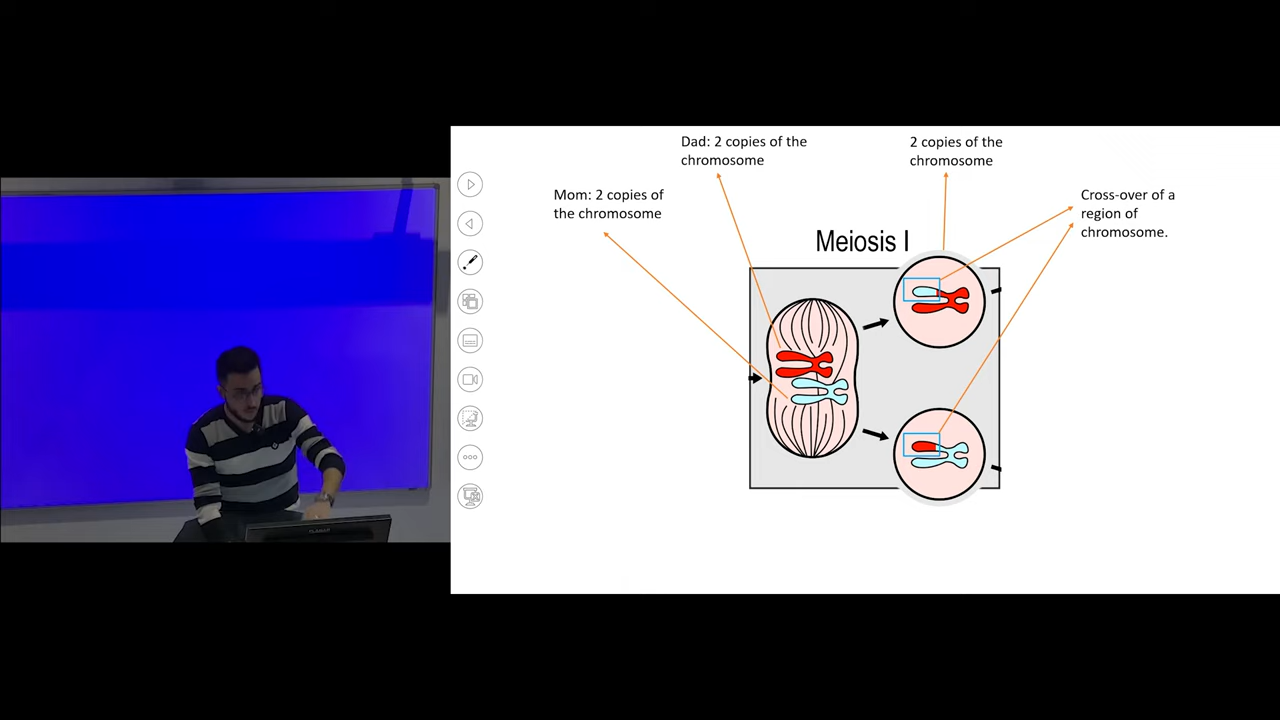 Dad: 2 copies of the
chromosome
2 copies of the
chromosome
Mom: 2 copies of
the chromosome
Cross-over of a
region of
chromosome.
Meiosis I